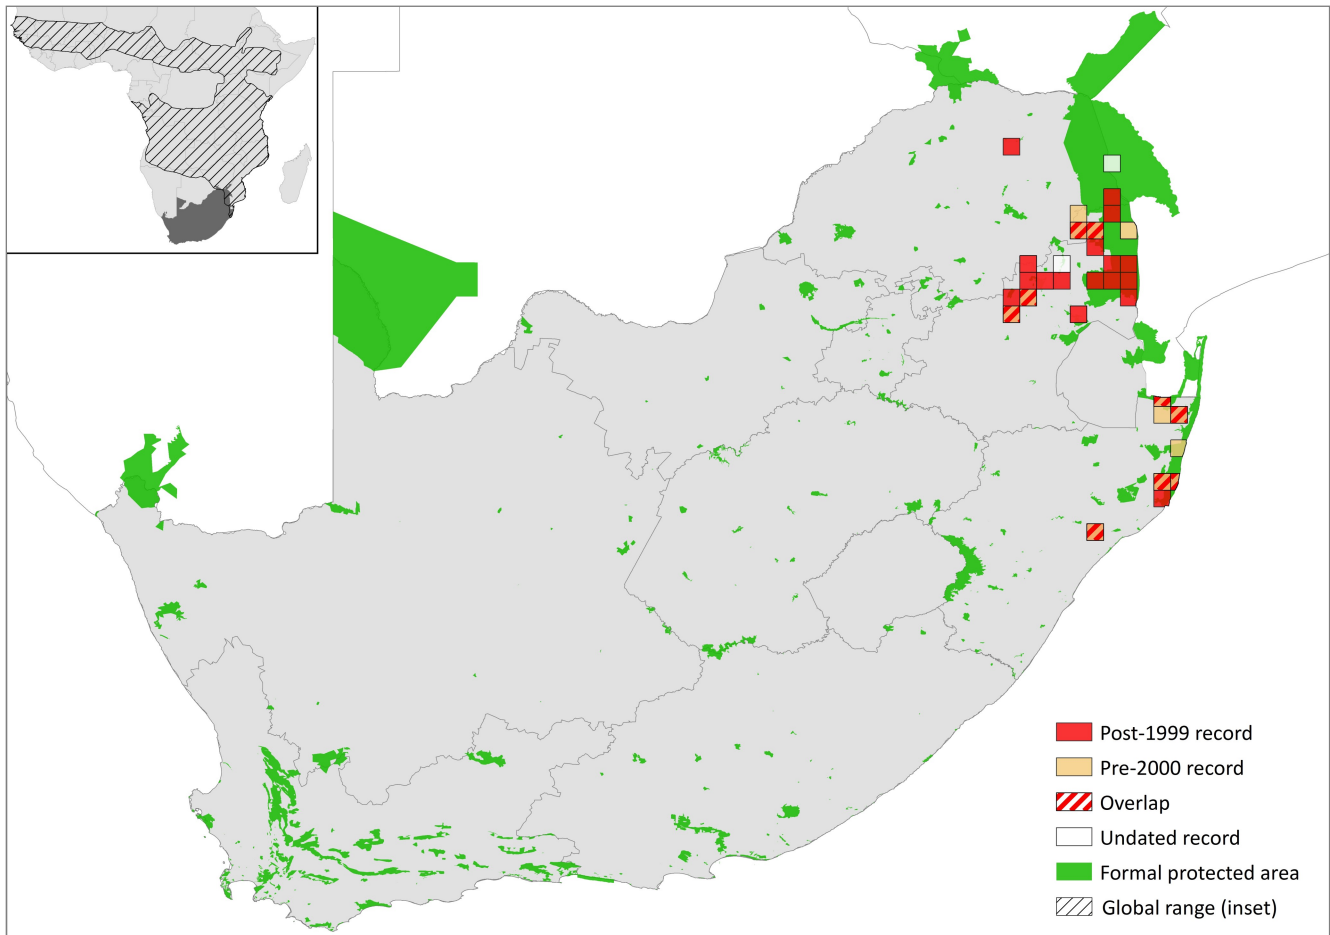 Post-1999 record
Pre-2000 record
Overlap
Undated record
Formal protected area
Global range (inset)